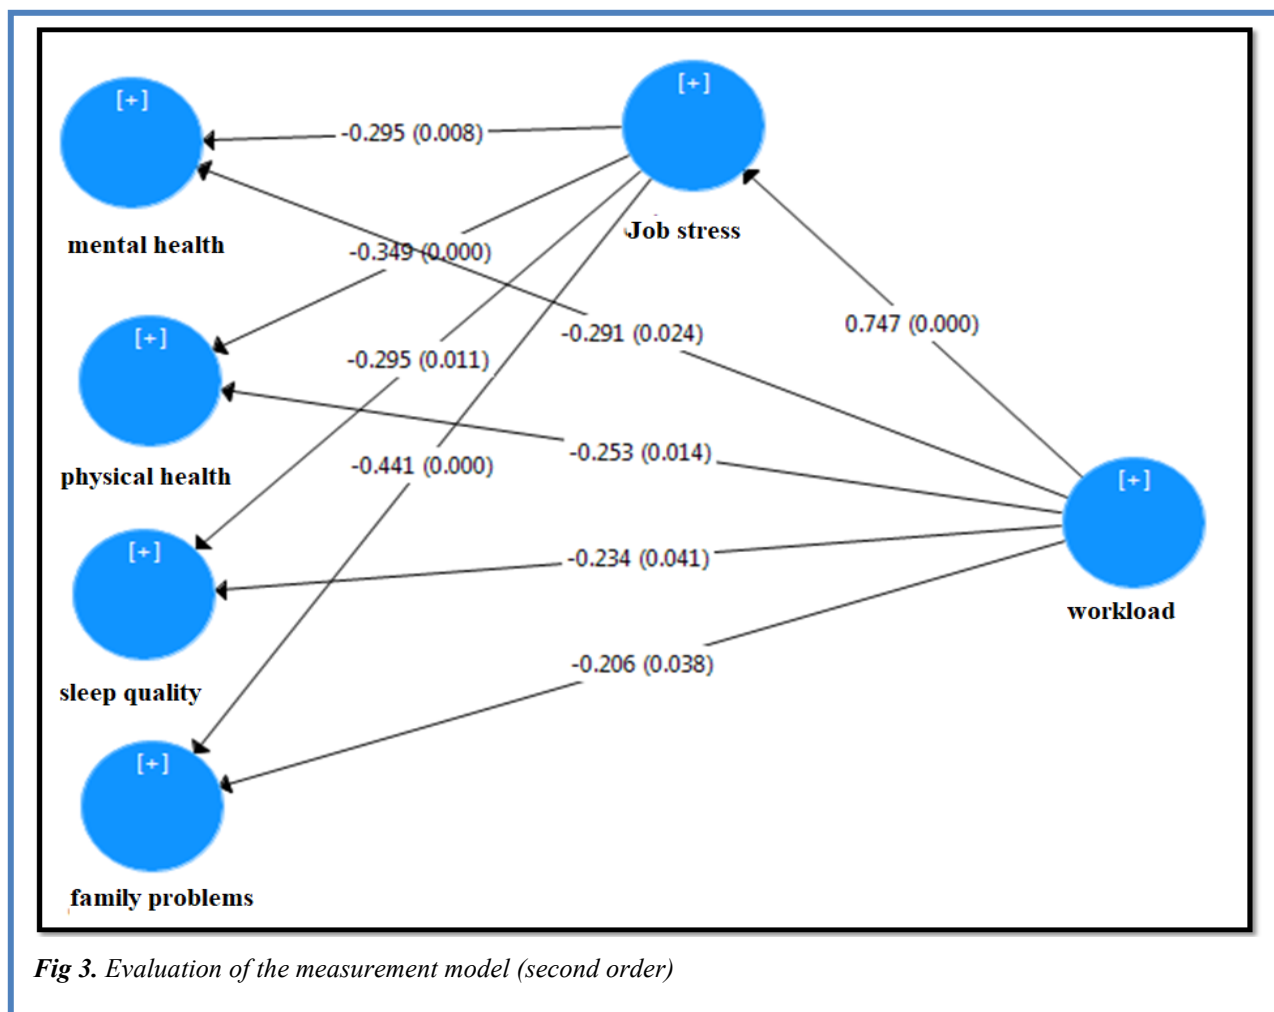 [+]
[+]
-0.295 (0.008)
mental health
Job stress
-0.349 (0.000)
[+]
-0.291 (0.024)
0.747 (0.000)
-0.295 (0.011)
physical health
-0.253 (0.014)
-0.441 (0.000)
[+]
[+]
-0.234 (0.041)
workload
sleep quality
-0.206 (0.038)
[+]
family problems
Fig 3. Evaluation of the measurement model (second order)